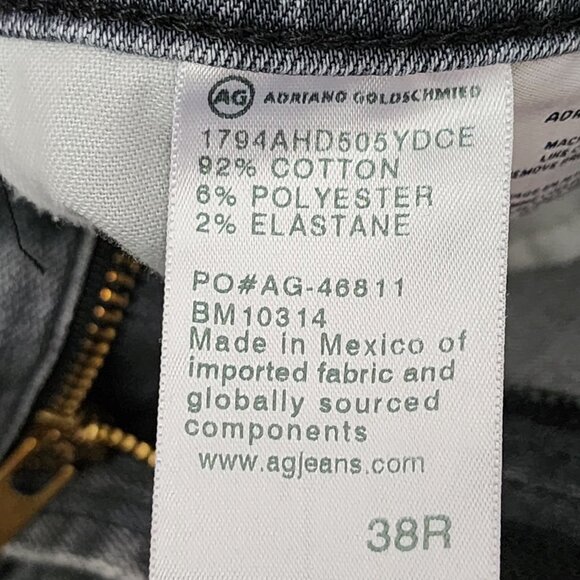 AG ADRIANO GOLDSCHMIED
1794AHD505YDCE
92% COTTON
6% POLYESTER
2% ELASTANE
PO#AG-46811
BM10314
Made in Mexico of
imported fabric and
globally sourced
components
www.agjeans.com
38R